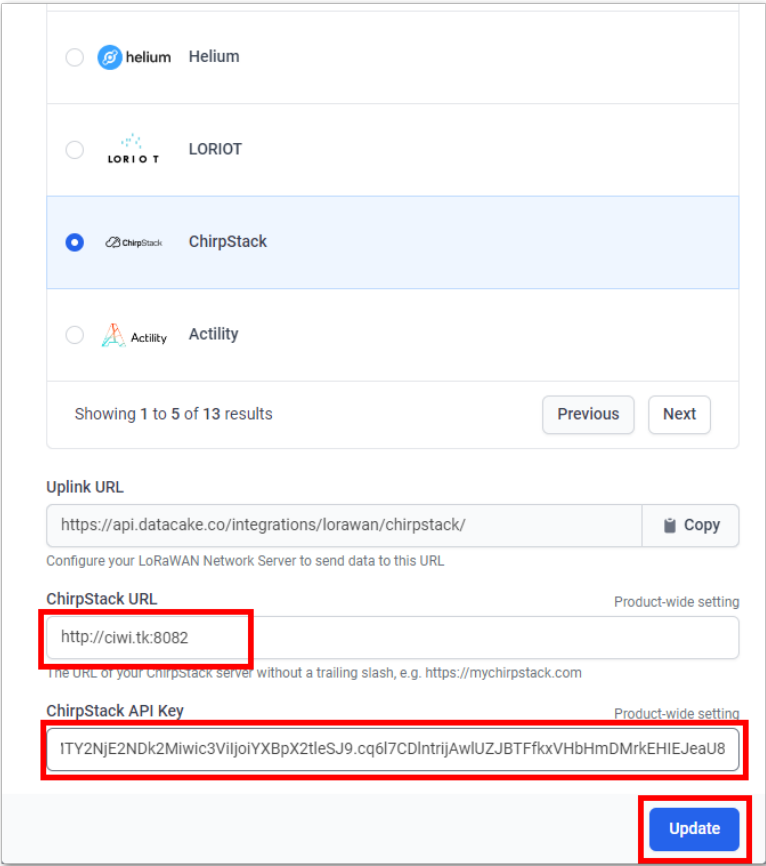 helium Helium
LORIOT LORIOT
ChirpStack ChirpStack
Actility Actility
Showing 1 to 5 of 13 results
Previous
Next
Uplink URL
https://api.datacake.co/integrations/lorawan/chirpstack/
Copy
Configure your LoRaWAN Network Server to send data to this URL
ChirpStack URL
Product-wide setting
http://ciwi.tk:8082
The URL of your ChirpStack server without a trailing slash, e.g. https://mychirpstack.com
ChirpStack API Key
Product-wide setting
Update